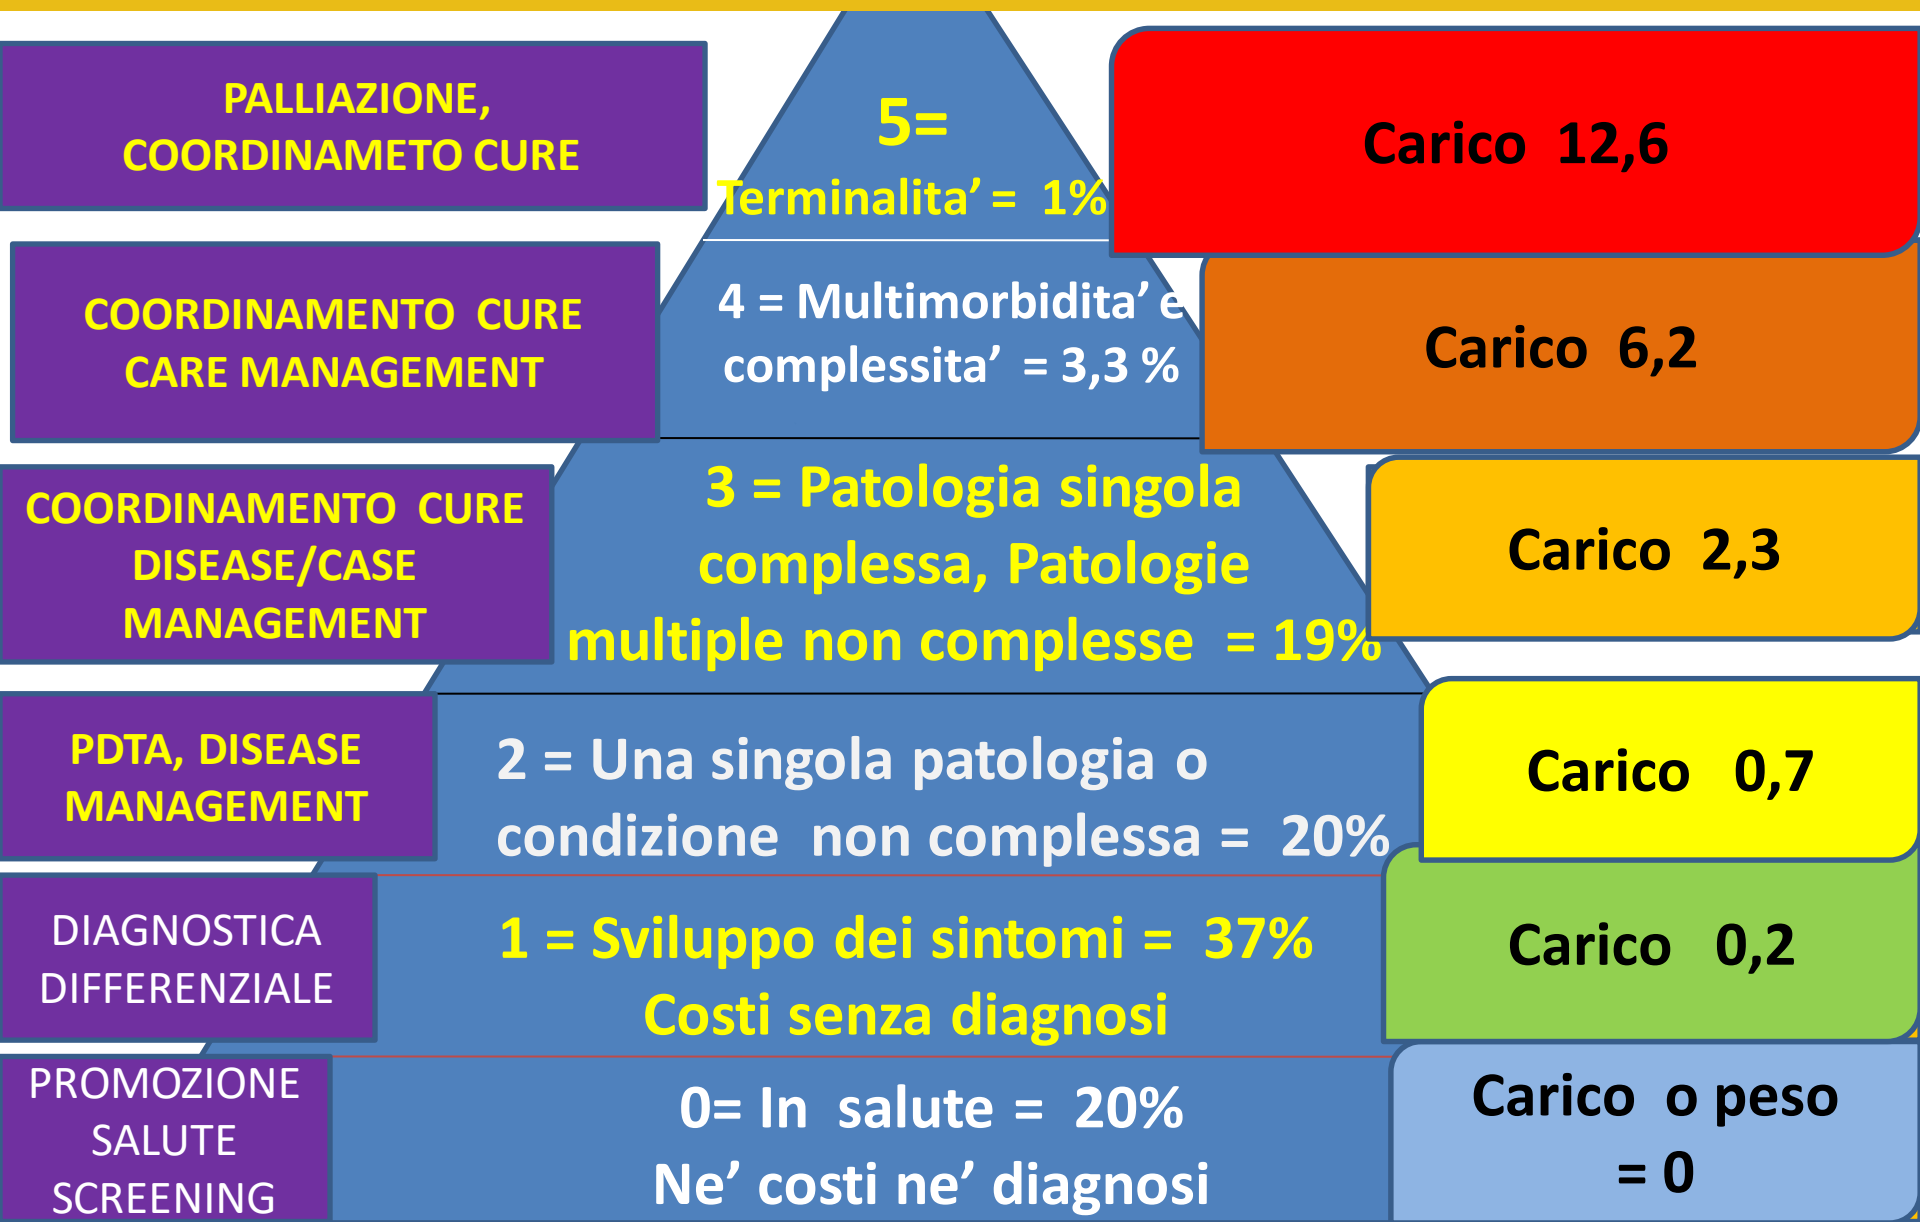 PALLIAZIONE,
COORDINAMETO CURE
5=
Terminalita’ = 1%
Carico 12,6
COORDINAMENTO CURE
CARE MANAGEMENT
4 = Multimorbidita’ e
complessita’ = 3,3 %
Carico 6,2
COORDINAMENTO CURE
DISEASE/CASE
MANAGEMENT
3 = Patologia singola
complessa, Patologie
multiple non complesse = 19%
Carico 2,3
PDTA, DISEASE
MANAGEMENT
2 = Una singola patologia o
condizione non complessa = 20%
Carico 0,7
DIAGNOSTICA
DIFFERENZIALE
1 = Sviluppo dei sintomi = 37%
Costi senza diagnosi
Carico 0,2
PROMOZIONE
SALUTE
SCREENING
0= In salute = 20%
Ne’ costi ne’ diagnosi
Carico o peso
= 0